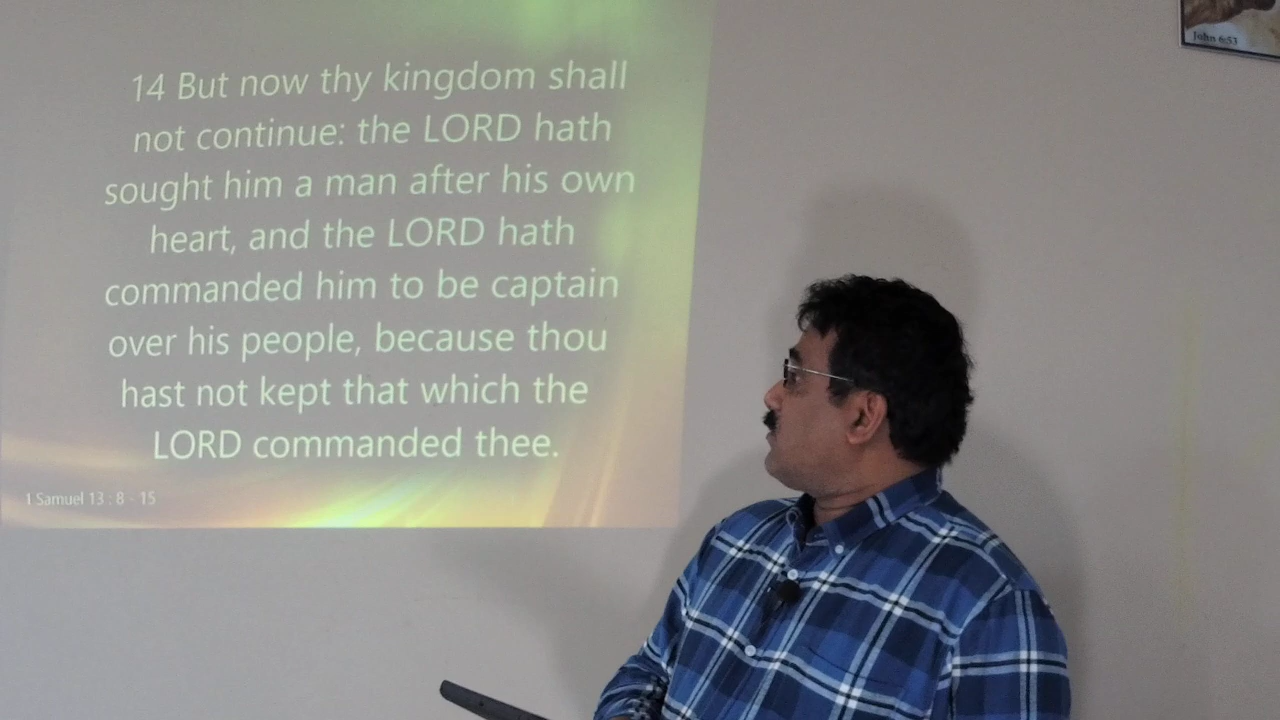 14 But now thy kingdom shall
not continue: the LORD hath
sought him a man after his own
heart, and the LORD hath
commanded him to be captain
over his people, because thou
hast not kept that which the
LORD commanded thee.
1 Samuel 13 : 8 - 15
John 6:53